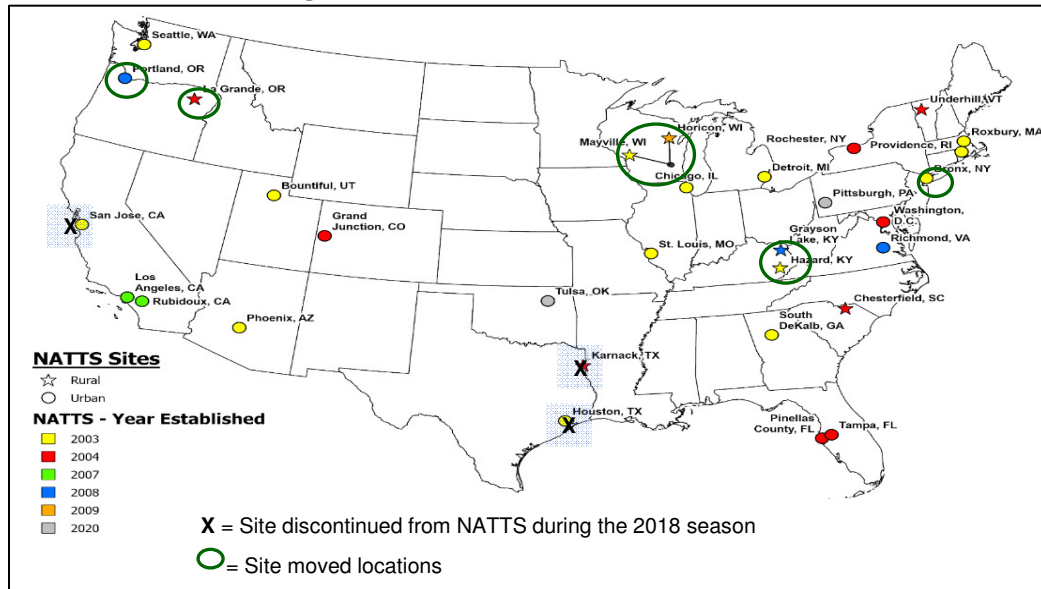 Seattle, WA
Portland, OR
La Grande, OR
Underhill, VT
Horicon, WI
Mayville, WI
Rochester, NY
Roxbury, MA
Providence, RI
Detroit, MI
Bronx, NY
Chicago, IL
Bountiful, UT
Pittsburgh, PA
San Jose, CA
X
Grand
Junction, CO
Washington,
D.C.
Grayson
Lake, KY
Richmond, VA
St. Louis, MO
Hazard, KY
Los
Angeles, CA
Rubidoux, CA
Tulsa, OK
Chesterfield, SC
Phoenix, AZ
South
DeKalb, GA
Karnack, TX
X
Houston, TX
X
Pinellas
County, FL
Tampa, FL
NATTS Sites
Rural
Urban
NATTS - Year Established
2003
2004
2007
2008
2009
2020
X = Site discontinued from NATTS during the 2018 season
= Site moved locations